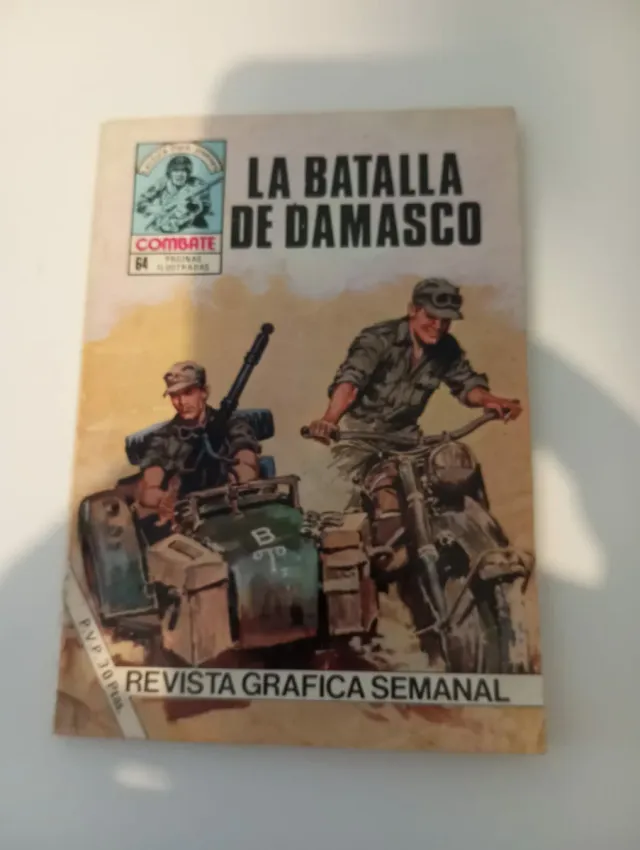 LA BATALLA
DE DAMASCO
COMBATE
64 PAGINAS
ILUSTRADAS
B
P.V.P. 30 Ptas.
REVISTA GRAFICA SEMANAL